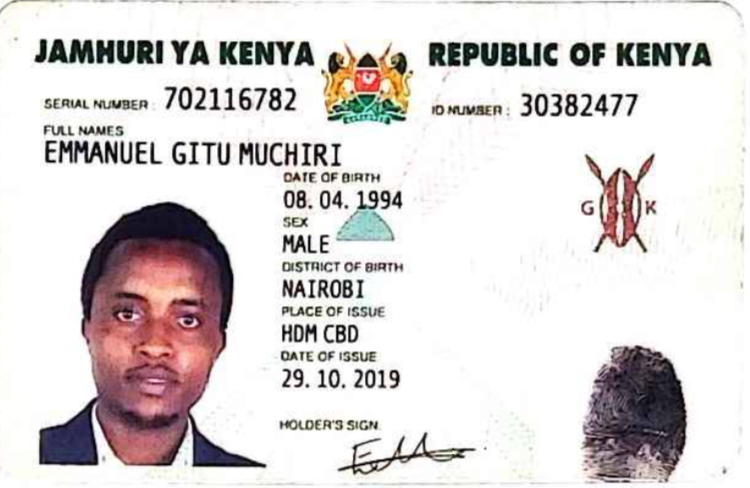 JAMHURI YA KENYA REPUBLIC OF KENYA
SERIAL NUMBER : 702116782 ID NUMBER : 30382477
FULL NAMES
EMMANUEL GITU MUCHIRI
DATE OF BIRTH
08. 04. 1994
SEX
MALE
G K
DISTRICT OF BIRTH
NAIROBI
PLACE OF ISSUE
HDM CBD
DATE OF ISSUE
29. 10. 2019
HOLDER'S SIGN.